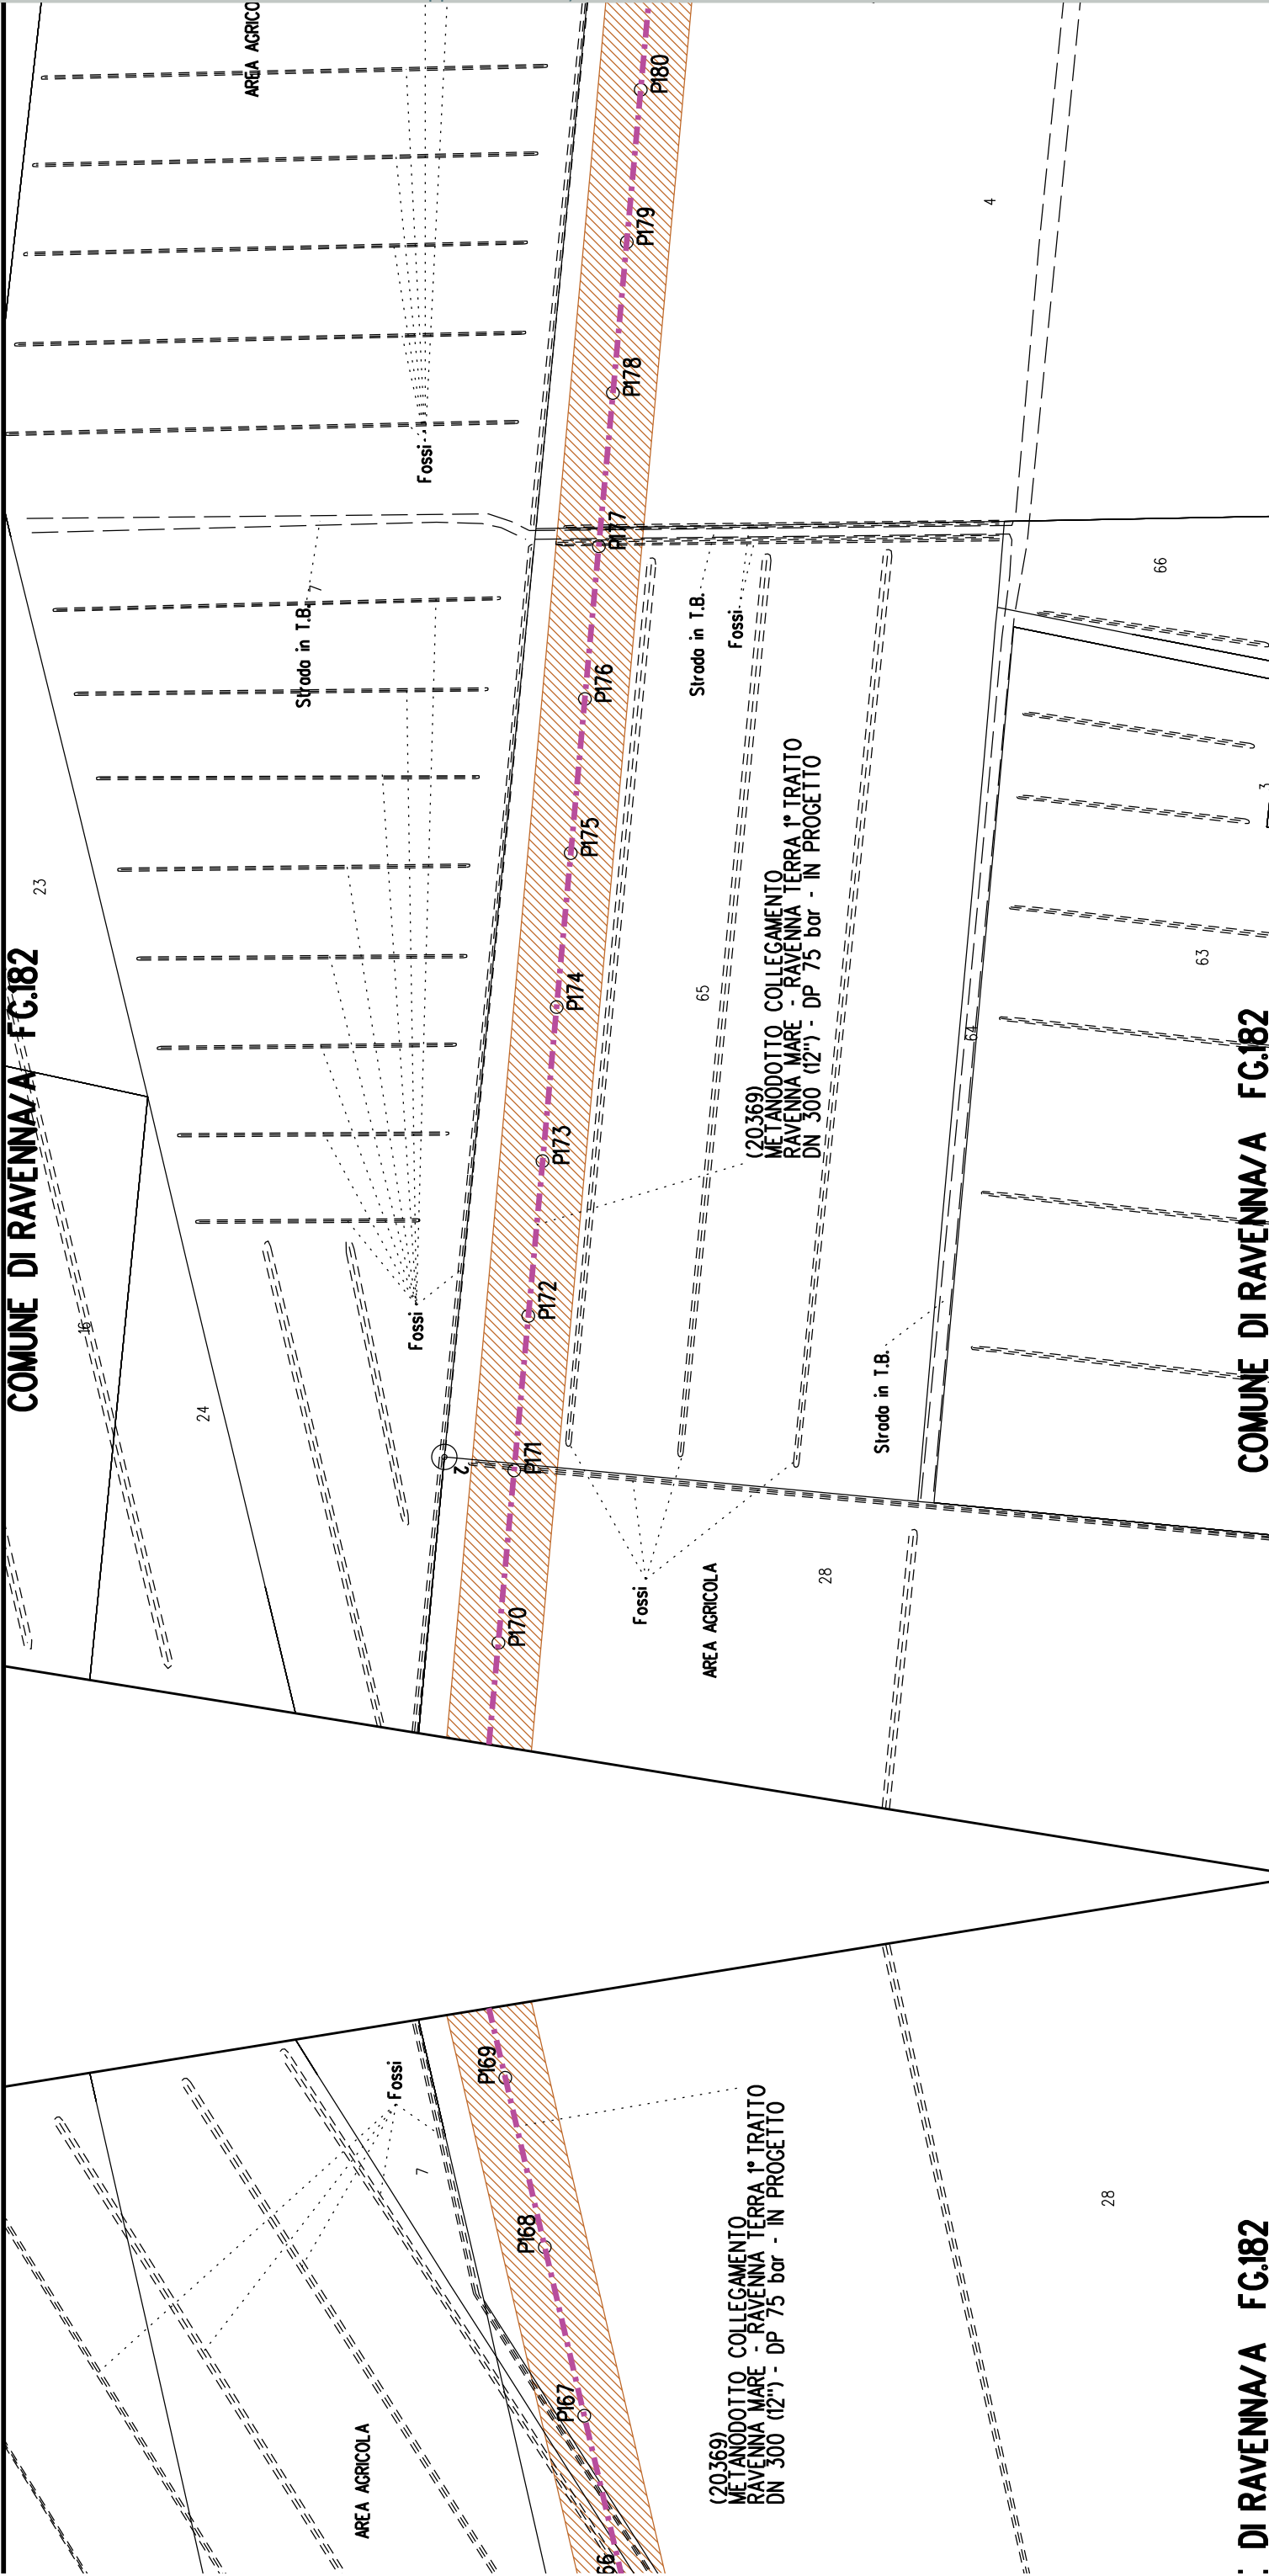 COMUNE DI RAVENNA/A FG.182
AREA AGRICO
Fossi
Strada in T.B.
7
23
16
24
Fossi
P180
P179
P178
P177
P176
P175
P174
P173
P172
P171
P170
2
4
66
Strada in T.B.
Fossi
65
(20369)
METANODOTTO COLLEGAMENTO
RAVENNA MARE - RAVENNA TERRA 1° TRATTO
DN 300 (12") - DP 75 bar - IN PROGETTO
64
63
3
Strada in T.B.
Fossi
AREA AGRICOLA
28
COMUNE DI RAVENNA/A FG.182
P169
P168
P167
66
Fossi
7
AREA AGRICOLA
(20369)
METANODOTTO COLLEGAMENTO
RAVENNA MARE - RAVENNA TERRA 1° TRATTO
DN 300 (12") - DP 75 bar - IN PROGETTO
28
DI RAVENNA/A FG.182